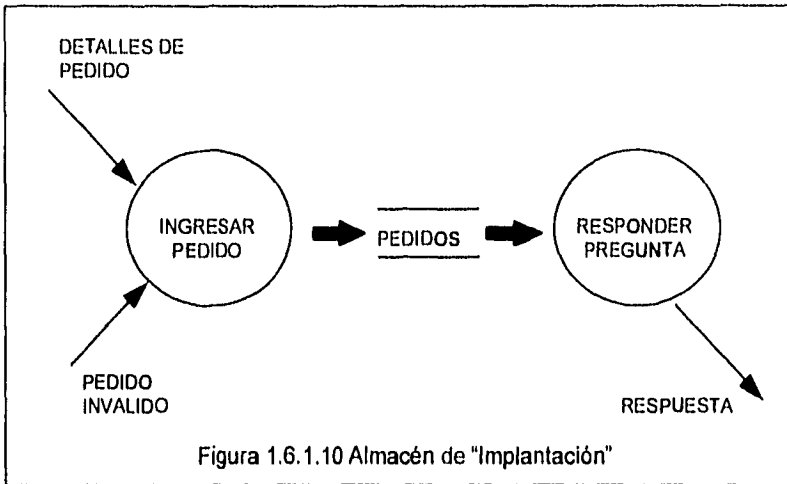 DETALLES DE
PEDIDO
INGRESAR
PEDIDO
PEDIDOS
RESPONDER
PREGUNTA
PEDIDO
INVALIDO
RESPUESTA
Figura 1.6.1.10 Almacén de "Implantación"